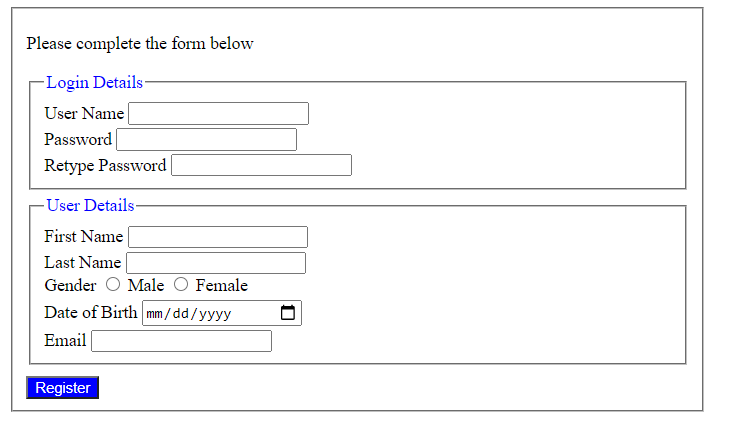 Please complete the form below
Login Details
User Name
Password
Retype Password
User Details
First Name
Last Name
Gender Male Female
Date of Birth mm/dd/yyyy
Email
Register